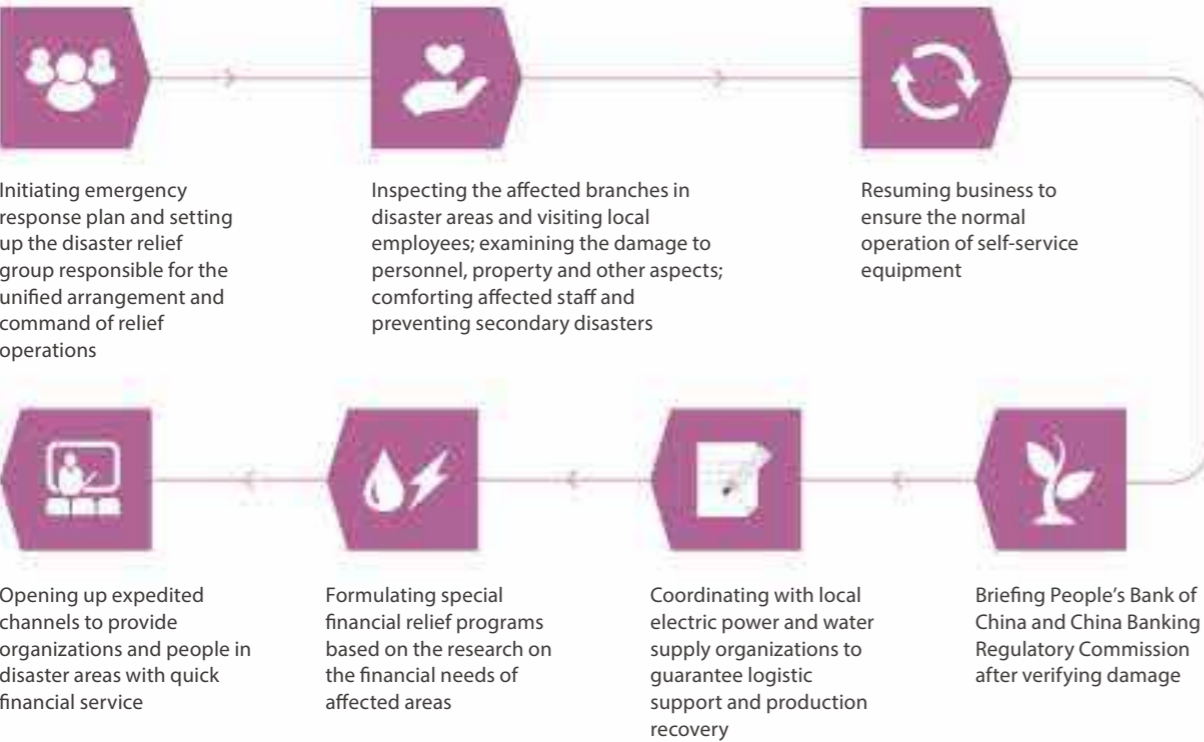 Initiating emergency
response plan and setting
up the disaster relief
group responsible for the
unified arrangement and
command of relief
operations
Inspecting the affected branches in
disaster areas and visiting local
employees; examining the damage to
personnel, property and other aspects;
comforting affected staff and
preventing secondary disasters
Resuming business to
ensure the normal
operation of self-service
equipment
Briefing People’s Bank of
China and China Banking
Regulatory Commission
after verifying damage
Coordinating with local
electric power and water
supply organizations to
guarantee logistic
support and production
recovery
Formulating special
financial relief programs
based on the research on
the financial needs of
affected areas
Opening up expedited
channels to provide
organizations and people in
disaster areas with quick
financial service